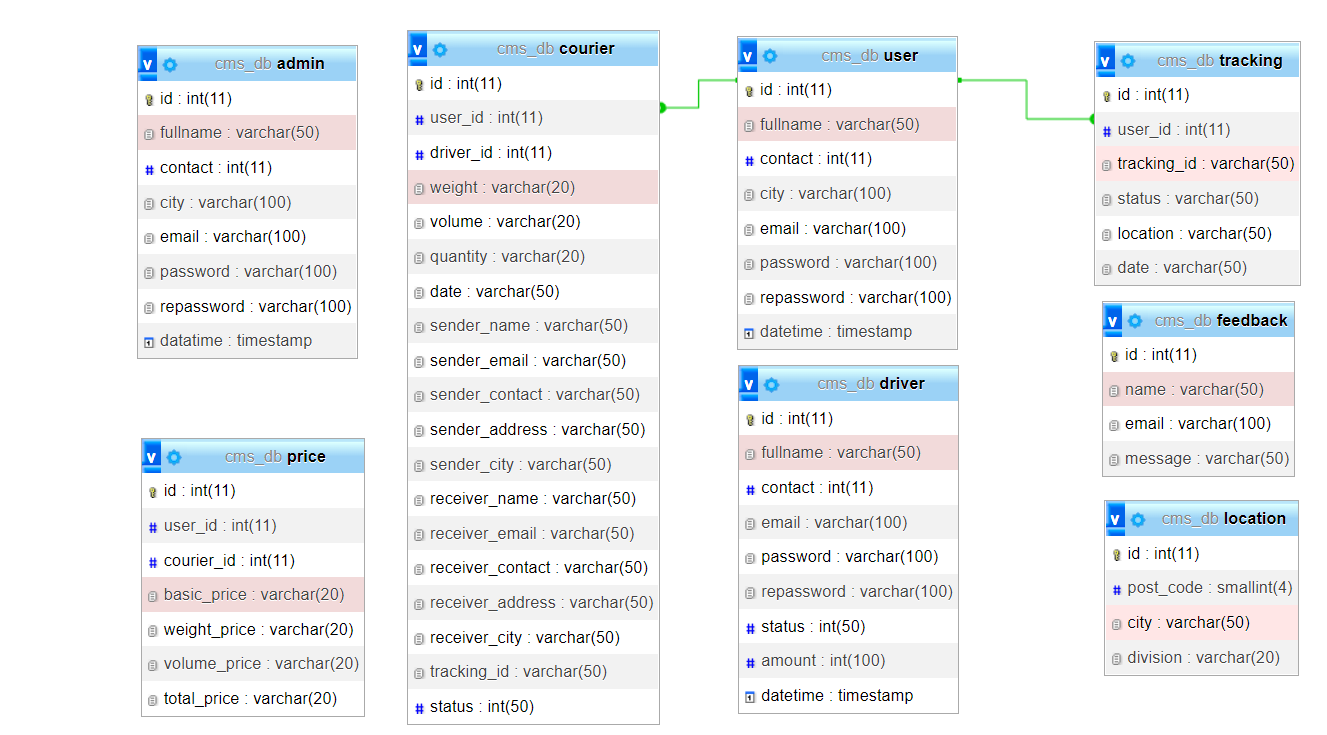 cms_db admin
id : int(11)
fullname : varchar(50)
contact : int(11)
city : varchar(100)
email : varchar(100)
password : varchar(100)
repassword : varchar(100)
datatime : timestamp
cms_db price
id : int(11)
user_id : int(11)
courier_id : int(11)
basic_price : varchar(20)
weight_price : varchar(20)
volume_price : varchar(20)
total_price : varchar(20)
cms_db courier
id : int(11)
user_id : int(11)
driver_id : int(11)
weight : varchar(20)
volume : varchar(20)
quantity : varchar(20)
date : varchar(50)
sender_name : varchar(50)
sender_email : varchar(50)
sender_contact : varchar(50)
sender_address : varchar(50)
sender_city : varchar(50)
receiver_name : varchar(50)
receiver_email : varchar(50)
receiver_contact : varchar(50)
receiver_address : varchar(50)
receiver_city : varchar(50)
tracking_id : varchar(50)
status : int(50)
cms_db user
id : int(11)
fullname : varchar(50)
contact : int(11)
city : varchar(100)
email : varchar(100)
password : varchar(100)
repassword : varchar(100)
datetime : timestamp
cms_db driver
id : int(11)
fullname : varchar(50)
contact : int(11)
email : varchar(100)
password : varchar(100)
repassword : varchar(100)
status : int(50)
amount : int(100)
datetime : timestamp
cms_db tracking
id : int(11)
user_id : int(11)
tracking_id : varchar(50)
status : varchar(50)
location : varchar(50)
date : varchar(50)
cms_db feedback
id : int(11)
name : varchar(50)
email : varchar(100)
message : varchar(50)
cms_db location
id : int(11)
post_code : smallint(4)
city : varchar(50)
division : varchar(20)